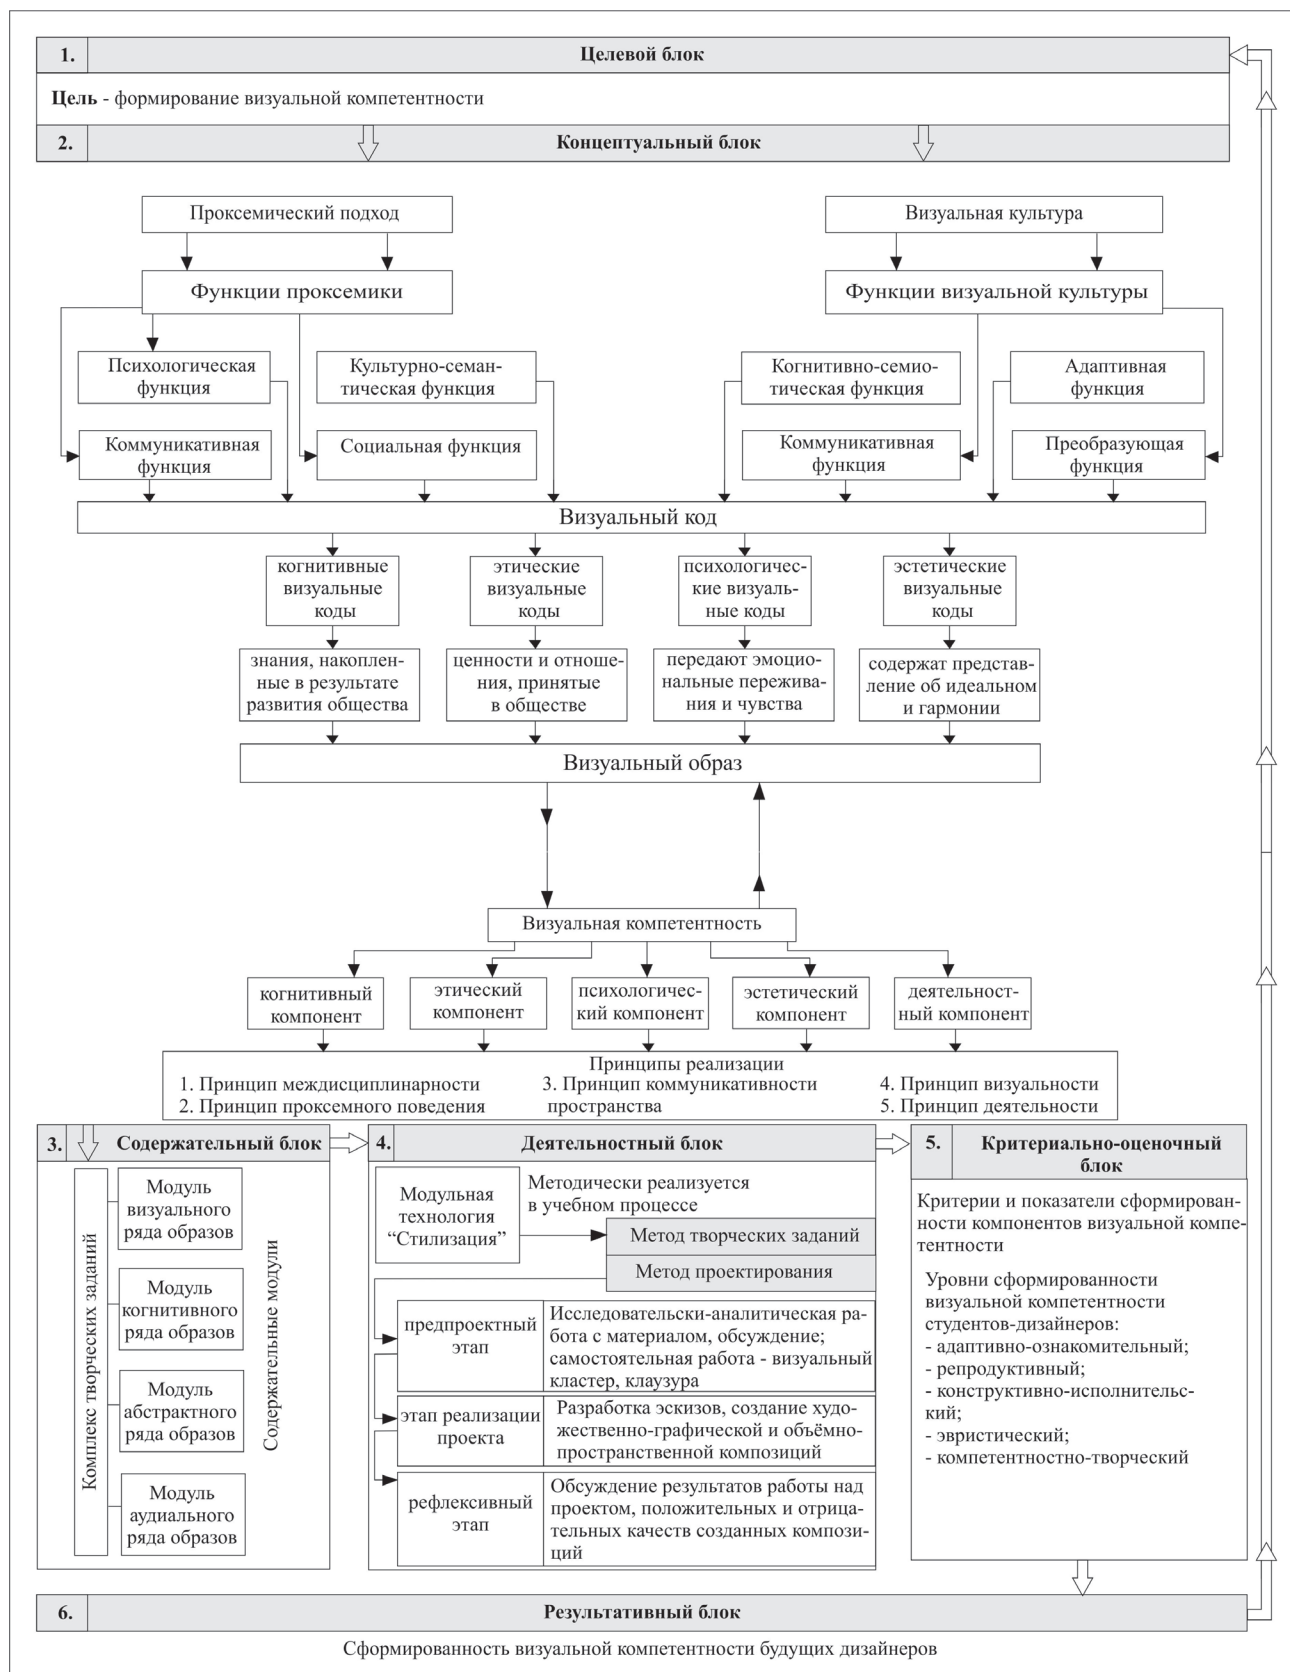 1.
Целевой блок
Цель - формирование визуальной компетентности
2.
Концептуальный блок
Проксемический подход
Визуальная культура
Функции проксемики
Функции визуальной культуры
Психологическая
функция
Культурно-семан-
тическая функция
Когнитивно-семио-
тическая функция
Адаптивная
функция
Коммуникативная
функция
Социальная функция
Коммуникативная
функция
Преобразующая
функция
Визуальный код
когнитивные
визуальные
коды
этические
визуальные
коды
психологичес-
кие визуаль-
ные коды
эстетические
визуальные
коды
знания, накоплен-
ные в результате
развития общества
ценности и отноше-
ния, принятые
в обществе
передают эмоцио-
нальные пережива-
ния и чувства
содержат представ-
ление об идеальном
и гармонии
Визуальный образ
Визуальная компетентность
когнитивный
компонент
этический
компонент
психологичес-
кий компонент
эстетический
компонент
деятельност-
ный компонент
Принципы реализации
1. Принцип междисциплинарности
2. Принцип проксемного поведения
3. Принцип коммуникативности
пространства
4. Принцип визуальности
5. Принцип деятельности
3.
Содержательный блок
Комплекс творческих заданий
Модуль
визуального
ряда образов
Модуль
когнитивного
ряда образов
Модуль
абстрактного
ряда образов
Модуль
аудиального
ряда образов
Содержательные модули
4.
Деятельностный блок
Модульная
технология
“Стилизация”
Методически реализуется
в учебном процессе
Метод творческих заданий
Метод проектирования
предпроектный
этап
Исследовательски-аналитическая ра-
бота с материалом, обсуждение;
самостоятельная работа - визуальный
кластер, клаузура
этап реализации
проекта
Разработка эскизов, создание худо-
жественно-графической и объёмно-
пространственной композиций
рефлексивный
этап
Обсуждение результатов работы над
проектом, положительных и отрица-
тельных качеств созданных компози-
ций
5.
Критериально-оценочный
блок
Критерии и показатели сформирован-
ности компонентов визуальной компе-
тентности
Уровни сформированности
визуальной компетентности
студентов-дизайнеров:
- адаптивно-ознакомительный;
- репродуктивный;
- конструктивно-исполнительс-
кий;
- эвристический;
- компетентностно-творческий
6.
Результативный блок
Сформированность визуальной компетентности будущих дизайнеров